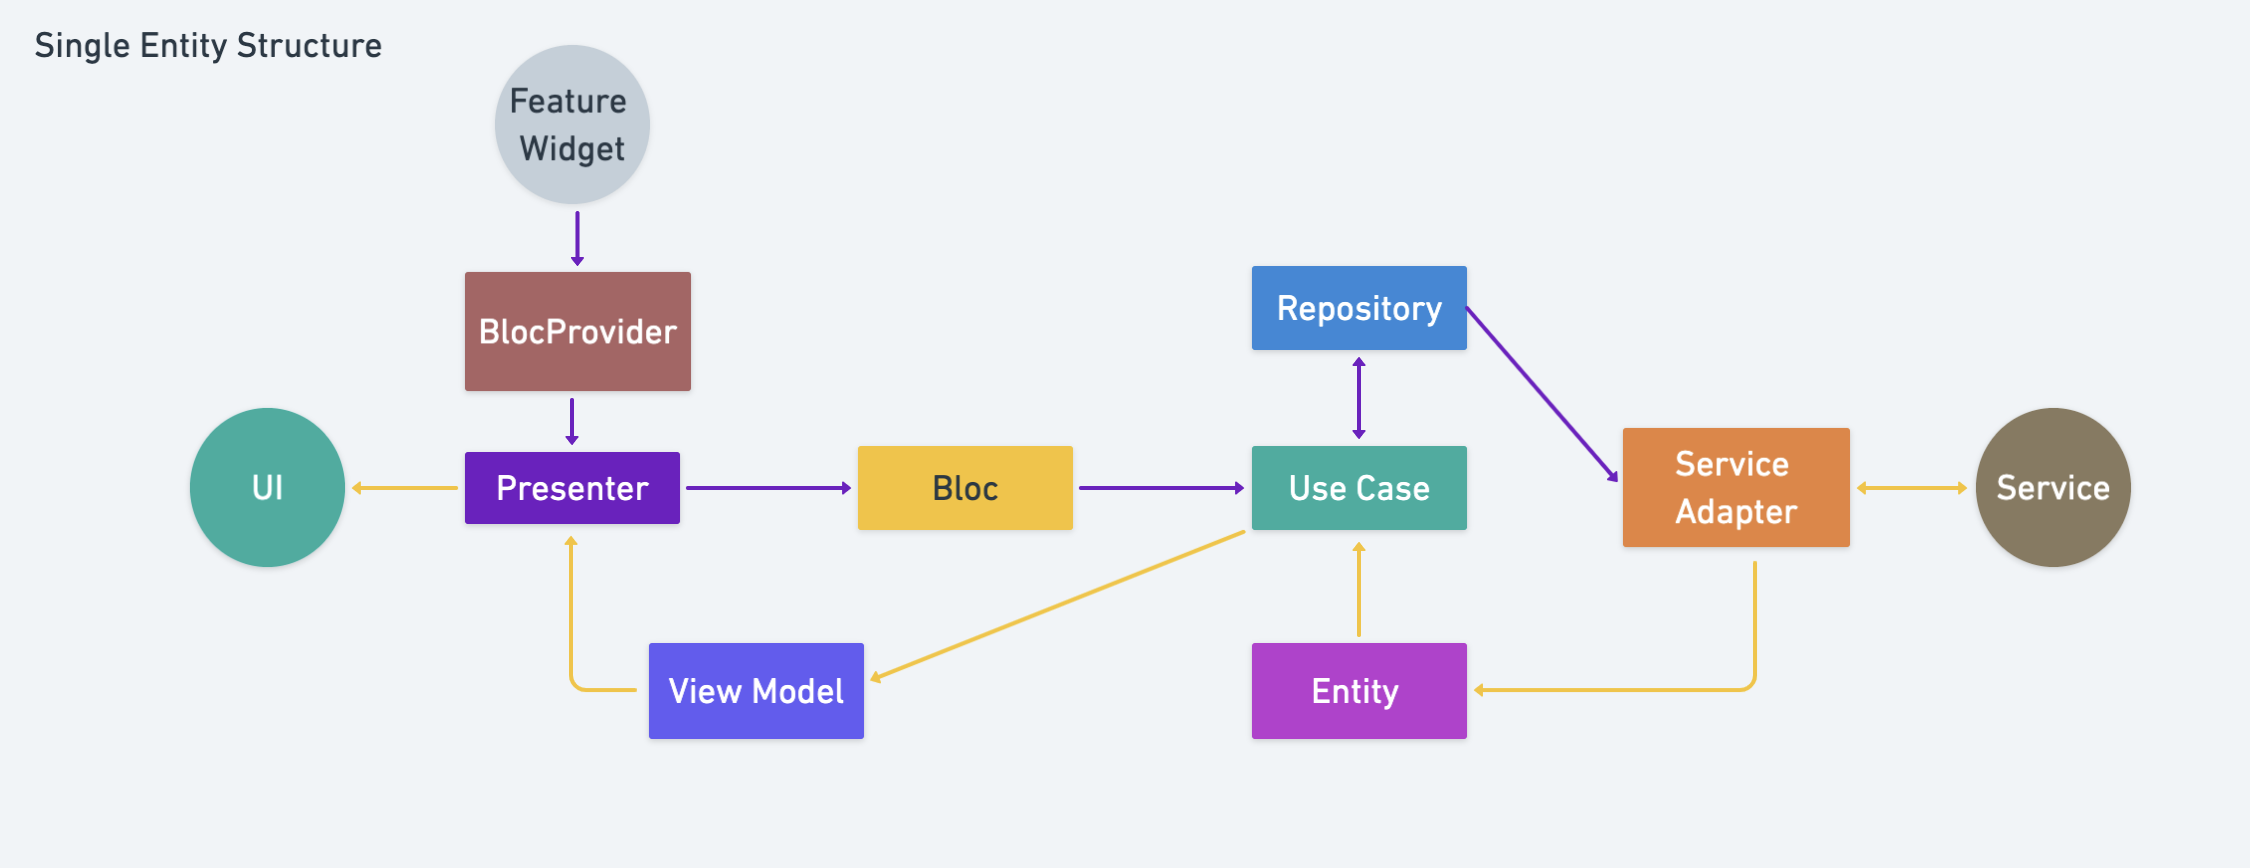 Single Entity Structure
Feature
Widget
BlocProvider
Repository
UI
Presenter
Bloc
Use Case
Service
Adapter
Service
View Model
Entity